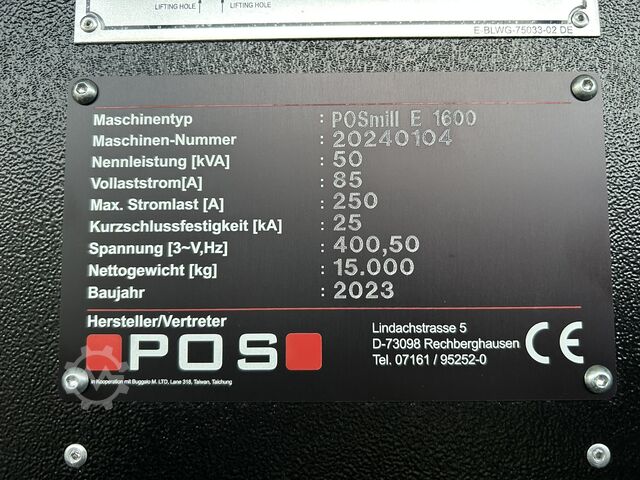 LIFTING HOLE LIFTING HOLE
E-BLWG-75033-02 DE
Maschinentyp : POSmill E 1600
Maschinen-Nummer : 20240104
Nennleistung [kVA] : 50
Vollaststrom[A] : 85
Max. Stromlast [A] : 250
Kurzschlussfestigkeit [kA] : 25
Spannung [3~V,Hz] : 400,50
Nettogewicht [kg] : 15.000
Baujahr : 2023
Hersteller/Vertreter
POS
Lindachstrasse 5
D-73098 Rechberghausen
Tel. 07161 / 95252-0
CE
in Kooperation mit Buggaio M. LTD, Lane 318, Taiwan, Taichung